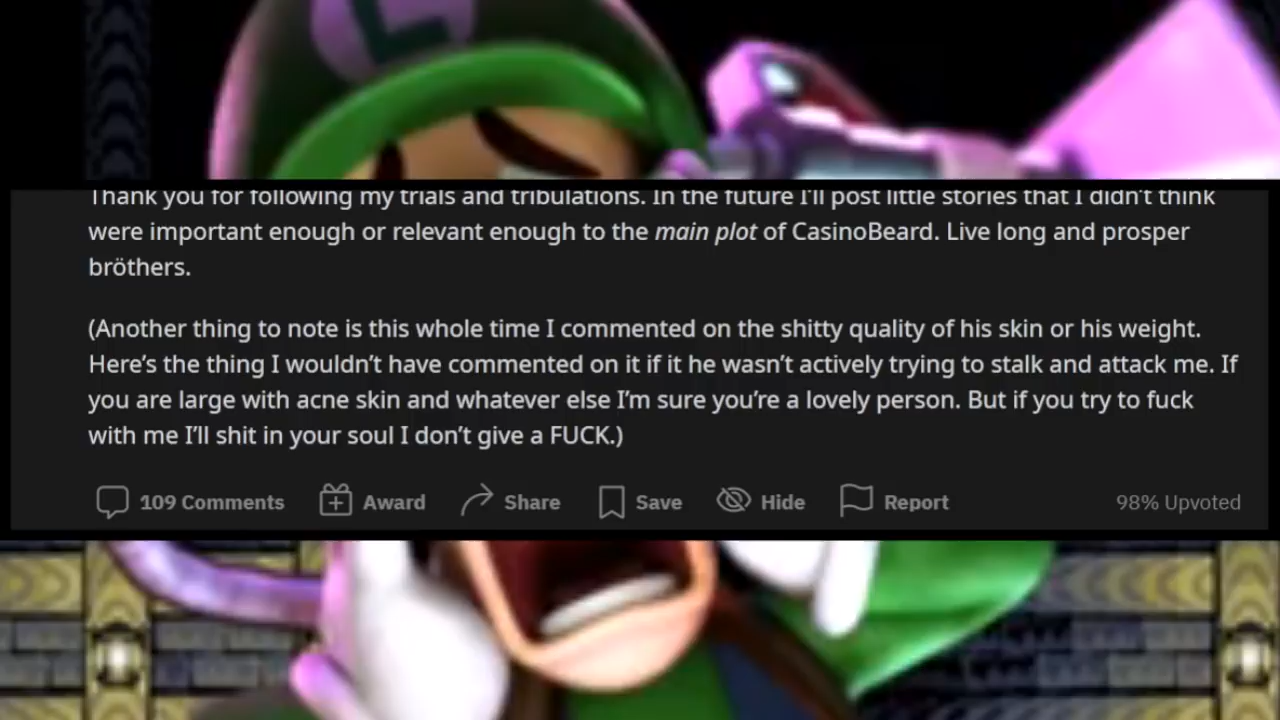 L
Thank you for following my trials and tribulations. In the future I'll post little stories that I didn't think
were important enough or relevant enough to the main plot of CasinoBeard. Live long and prosper
bröthers.
(Another thing to note is this whole time I commented on the shitty quality of his skin or his weight.
Here's the thing I wouldn't have commented on it if it he wasn't actively trying to stalk and attack me. If
you are large with acne skin and whatever else I'm sure you're a lovely person. But if you try to fuck
with me I'll shit in your soul I don't give a FUCK.)
109 Comments Award Share Save Hide Report 98% Upvoted